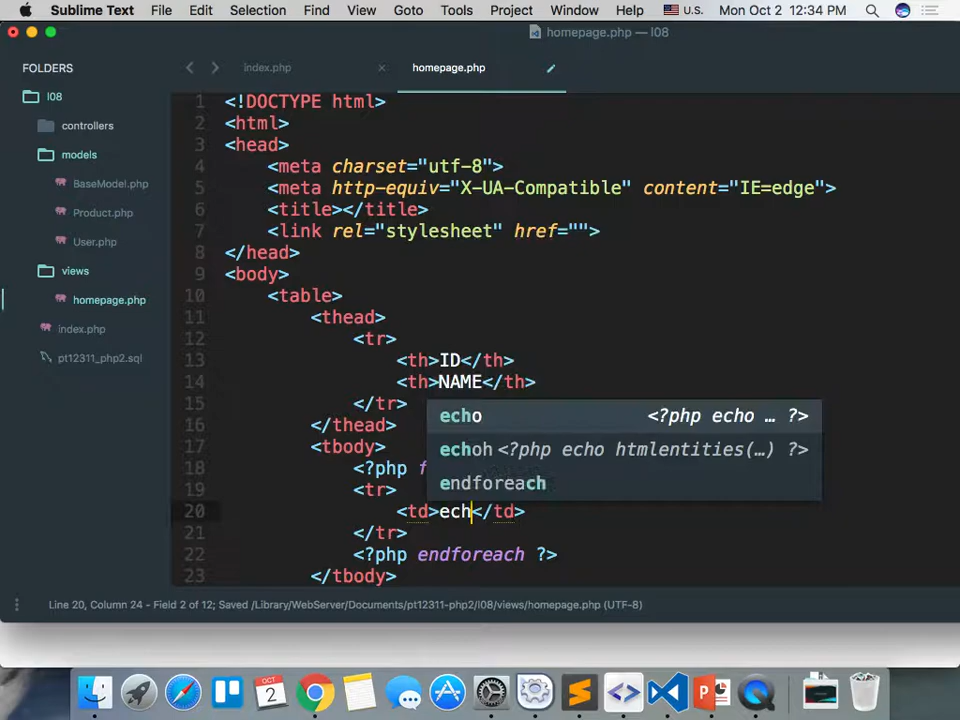 Sublime Text File Edit Selection Find View Goto Tools Project Window Help U.S. Mon Oct 2 12:34 PM
homepage.php — l08
FOLDERS
l08
controllers
models
BaseModel.php
Product.php
User.php
views
homepage.php
index.php
pt12311_php2.sql
index.php × homepage.php
1 <!DOCTYPE html>
2 <html>
3 <head>
4 <meta charset="utf-8">
5 <meta http-equiv="X-UA-Compatible" content="IE=edge">
6 <title></title>
7 <link rel="stylesheet" href="">
8 </head>
9 <body>
10 <table>
11 <thead>
12 <tr>
13 <th>ID</th>
14 <th>NAME</th>
15 </tr>
16 </thead>
17 <tbody>
18 <?php f
19 <tr>
20 <td>ech</td>
21 </tr>
22 <?php endforeach ?>
23 </tbody>
echo <?php echo … ?>
echoh <?php echo htmlentities(…) ?>
endforeach
Line 20, Column 24 - Field 2 of 12; Saved /Library/WebServer/Documents/pt12311-php2/l08/views/homepage.php (UTF-8)
2